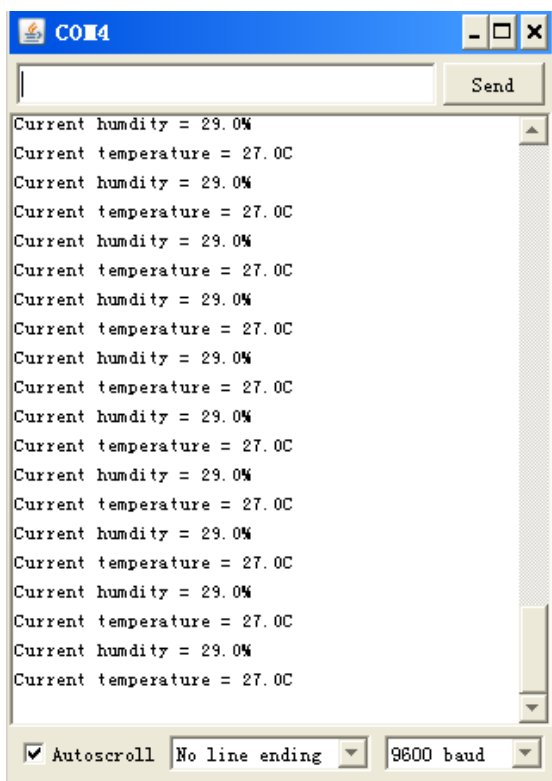 COM4
Send
Current humdity = 29.0%
Current temperature = 27.0C
Current humdity = 29.0%
Current temperature = 27.0C
Current humdity = 29.0%
Current temperature = 27.0C
Current humdity = 29.0%
Current temperature = 27.0C
Current humdity = 29.0%
Current temperature = 27.0C
Current humdity = 29.0%
Current temperature = 27.0C
Current humdity = 29.0%
Current temperature = 27.0C
Current humdity = 29.0%
Current temperature = 27.0C
Current humdity = 29.0%
Current temperature = 27.0C
Current humdity = 29.0%
Current temperature = 27.0C
Autoscroll No line ending 9600 baud